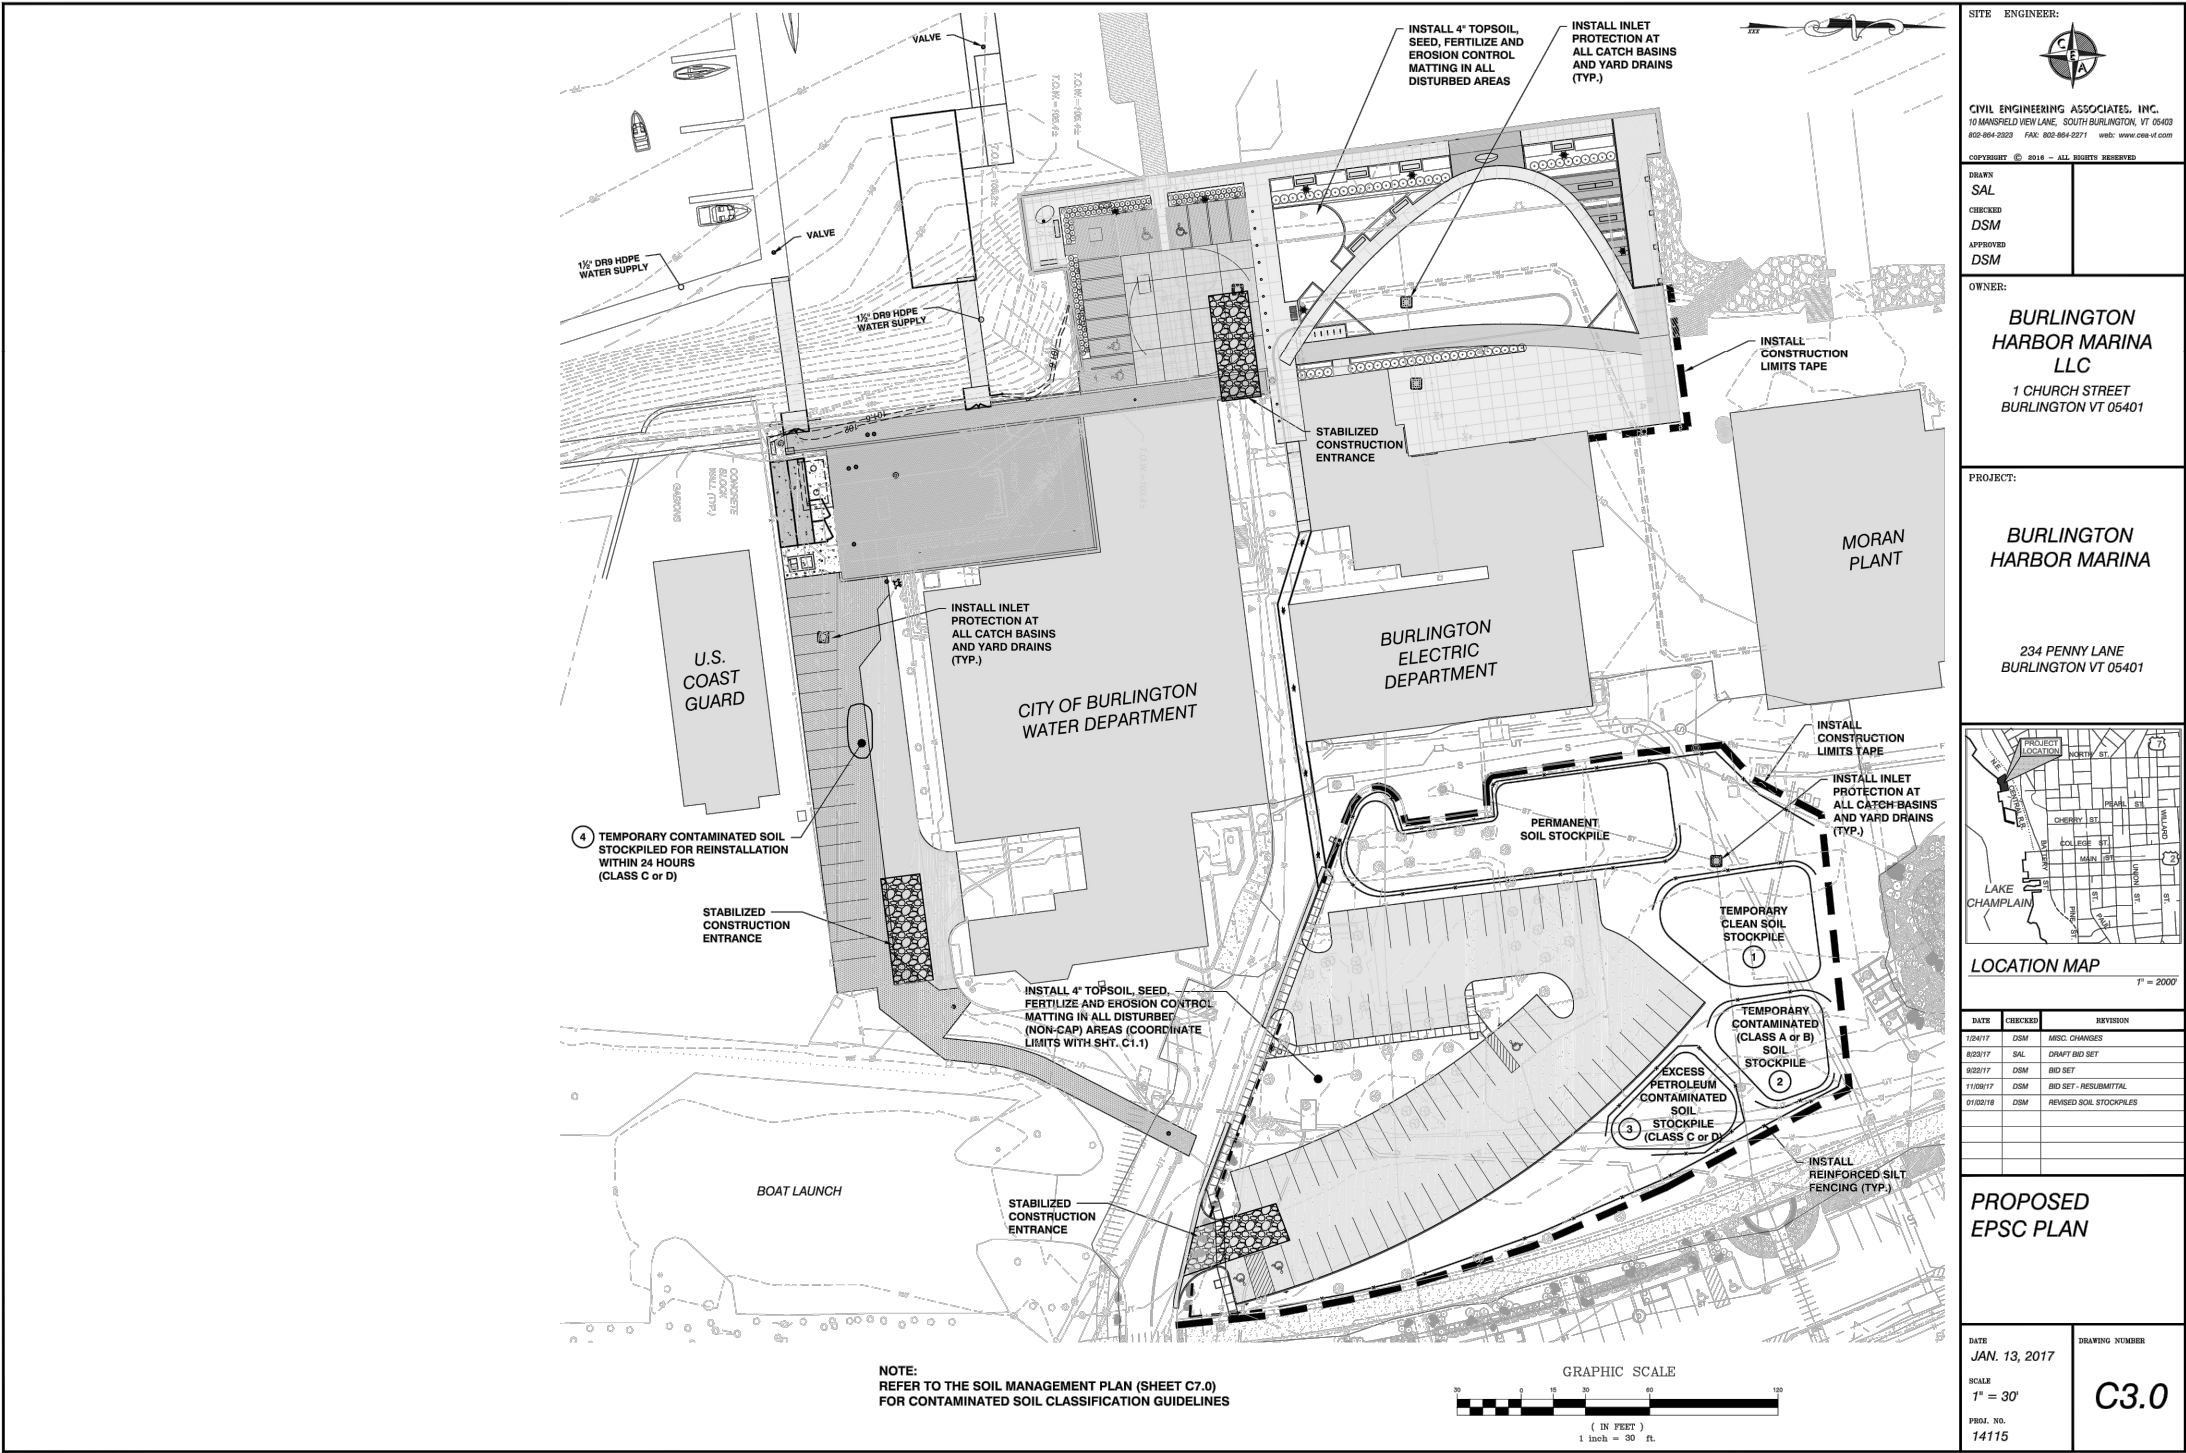 VALVE
VALVE
1½" DR9 HDPE
WATER SUPPLY
1½" DR9 HDPE
WATER SUPPLY
INSTALL 4" TOPSOIL,
SEED, FERTILIZE AND
EROSION CONTROL
MATTING IN ALL
DISTURBED AREAS
INSTALL INLET
PROTECTION AT
ALL CATCH BASINS
AND YARD DRAINS
(TYP.)
INSTALL
CONSTRUCTION
LIMITS TAPE
STABILIZED
CONSTRUCTION
ENTRANCE
CONCRETE
BLOCK
WALL (TYP.)
GABIONS
MORAN
PLANT
INSTALL INLET
PROTECTION AT
ALL CATCH BASINS
AND YARD DRAINS
(TYP.)
U.S.
COAST
GUARD
CITY OF BURLINGTON
WATER DEPARTMENT
BURLINGTON
ELECTRIC
DEPARTMENT
INSTALL
CONSTRUCTION
LIMITS TAPE
INSTALL INLET
PROTECTION AT
ALL CATCH BASINS
AND YARD DRAINS
(TYP.)
PERMANENT
SOIL STOCKPILE
4 TEMPORARY CONTAMINATED SOIL
STOCKPILED FOR REINSTALLATION
WITHIN 24 HOURS
(CLASS C or D)
STABILIZED
CONSTRUCTION
ENTRANCE
TEMPORARY
CLEAN SOIL
STOCKPILE
1
INSTALL 4" TOPSOIL, SEED,
FERTILIZE AND EROSION CONTROL
MATTING IN ALL DISTURBED
(NON-CAP) AREAS (COORDINATE
LIMITS WITH SHT. C1.1)
TEMPORARY
CONTAMINATED
(CLASS A or B)
SOIL
STOCKPILE
2
EXCESS
PETROLEUM
CONTAMINATED
SOIL
STOCKPILE
(CLASS C or D)
3
INSTALL
REINFORCED SILT
FENCING (TYP.)
BOAT LAUNCH
STABILIZED
CONSTRUCTION
ENTRANCE
NOTE:
REFER TO THE SOIL MANAGEMENT PLAN (SHEET C7.0)
FOR CONTAMINATED SOIL CLASSIFICATION GUIDELINES
GRAPHIC SCALE
30 0 15 30 60 120
( IN FEET )
1 inch = 30 ft.
SITE ENGINEER:
C E A
CIVIL ENGINEERING ASSOCIATES, INC.
10 MANSFIELD VIEW LANE, SOUTH BURLINGTON, VT 05403
802-864-2323 FAX: 802-864-2271 web: www.cea-vt.com
COPYRIGHT © 2016 - ALL RIGHTS RESERVED
DRAWN
SAL
CHECKED
DSM
APPROVED
DSM
OWNER:
BURLINGTON
HARBOR MARINA
LLC
1 CHURCH STREET
BURLINGTON VT 05401
PROJECT:
BURLINGTON
HARBOR MARINA
234 PENNY LANE
BURLINGTON VT 05401
PROJECT
LOCATION
NORTH ST.
7
PEARL ST.
CHERRY ST.
COLLEGE ST.
MAIN ST.
2
WILLARD ST.
BATTERY ST.
UNION ST.
PINE ST.
LAKE
CHAMPLAIN
LOCATION MAP
1" = 2000'
DATE CHECKED REVISION
1/24/17 DSM MISC. CHANGES
8/23/17 SAL DRAFT BID SET
9/22/17 DSM BID SET
11/09/17 DSM BID SET - RESUBMITTAL
01/02/18 DSM REVISED SOIL STOCKPILES
PROPOSED
EPSC PLAN
DATE
JAN. 13, 2017
SCALE
1" = 30'
PROJ. NO.
14115
DRAWING NUMBER
C3.0